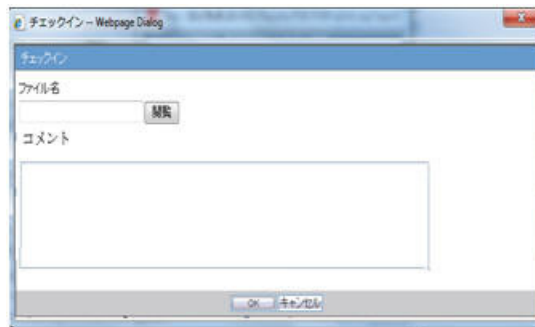 チェックイン -- Webpage Dialog
チェックイン
ファイル名
閲覧
コメント
OK キャンセル